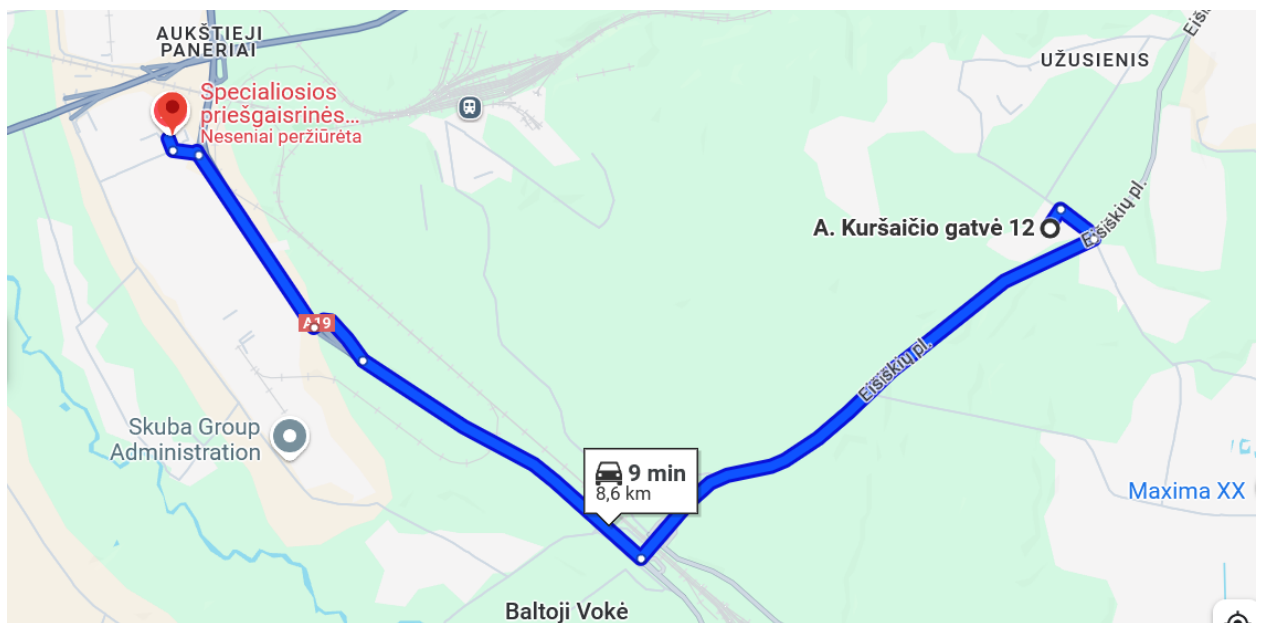 AUKŠTIEJI
PANERIAI
Eiš
UŽUSIENIS
Specialiosios
priešgaisrinės...
Neseniai peržiūrėta
A. Kuršaičio gatvė 12
Eišiškių pl.
A19
Eišiškių pl.
Skuba Group
Administration
9 min
8,6 km
Maxima XX
Baltoji Vokė